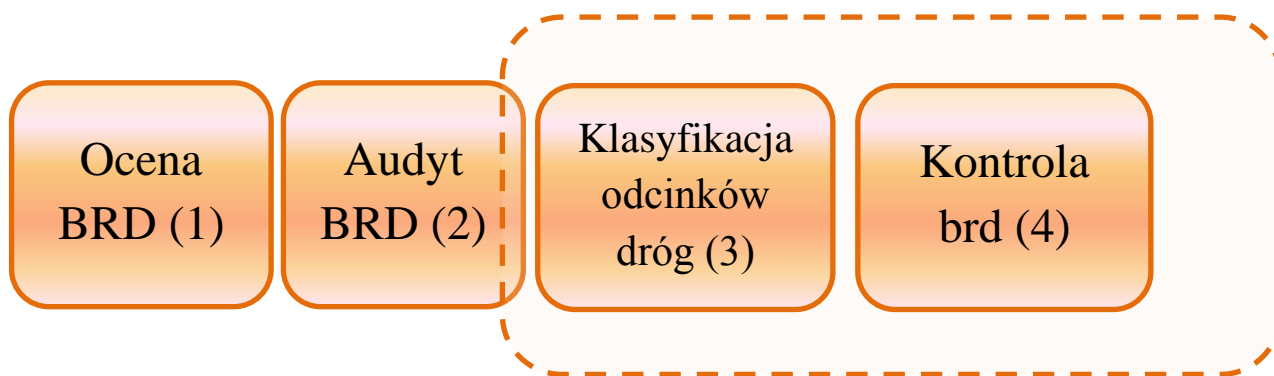 Ocena
BRD (1)
Audyt
BRD (2)
Klasyfikacja
odcinków
dróg (3)
Kontrola
brd (4)